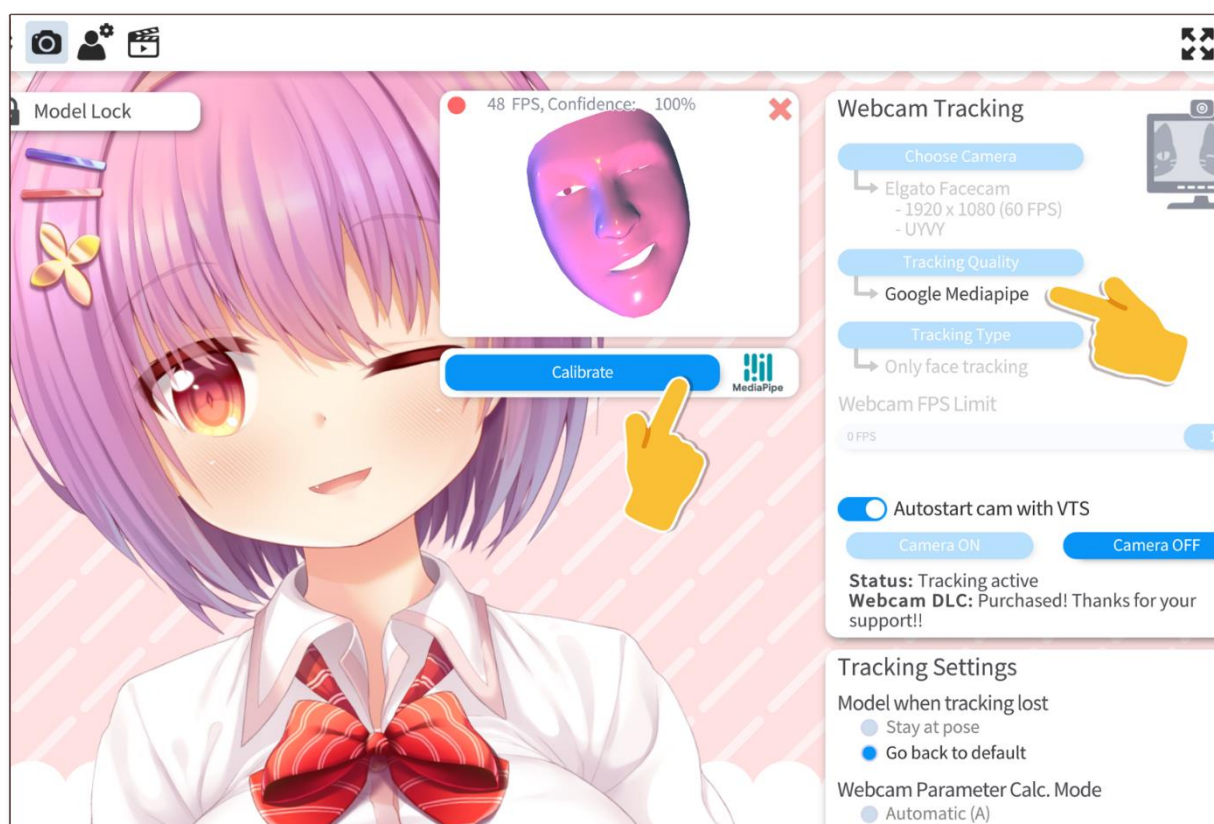 Model Lock
48 FPS, Confidence: 100%
Calibrate
MediaPipe
Webcam Tracking
Choose Camera
Elgato Facecam
- 1920 x 1080 (60 FPS)
- UYVY
Tracking Quality
Google Mediapipe
Tracking Type
Only face tracking
Webcam FPS Limit
0 FPS
Autostart cam with VTS
Camera ON
Camera OFF
Status: Tracking active
Webcam DLC: Purchased! Thanks for your
support!!
Tracking Settings
Model when tracking lost
Stay at pose
Go back to default
Webcam Parameter Calc. Mode
Automatic (A)